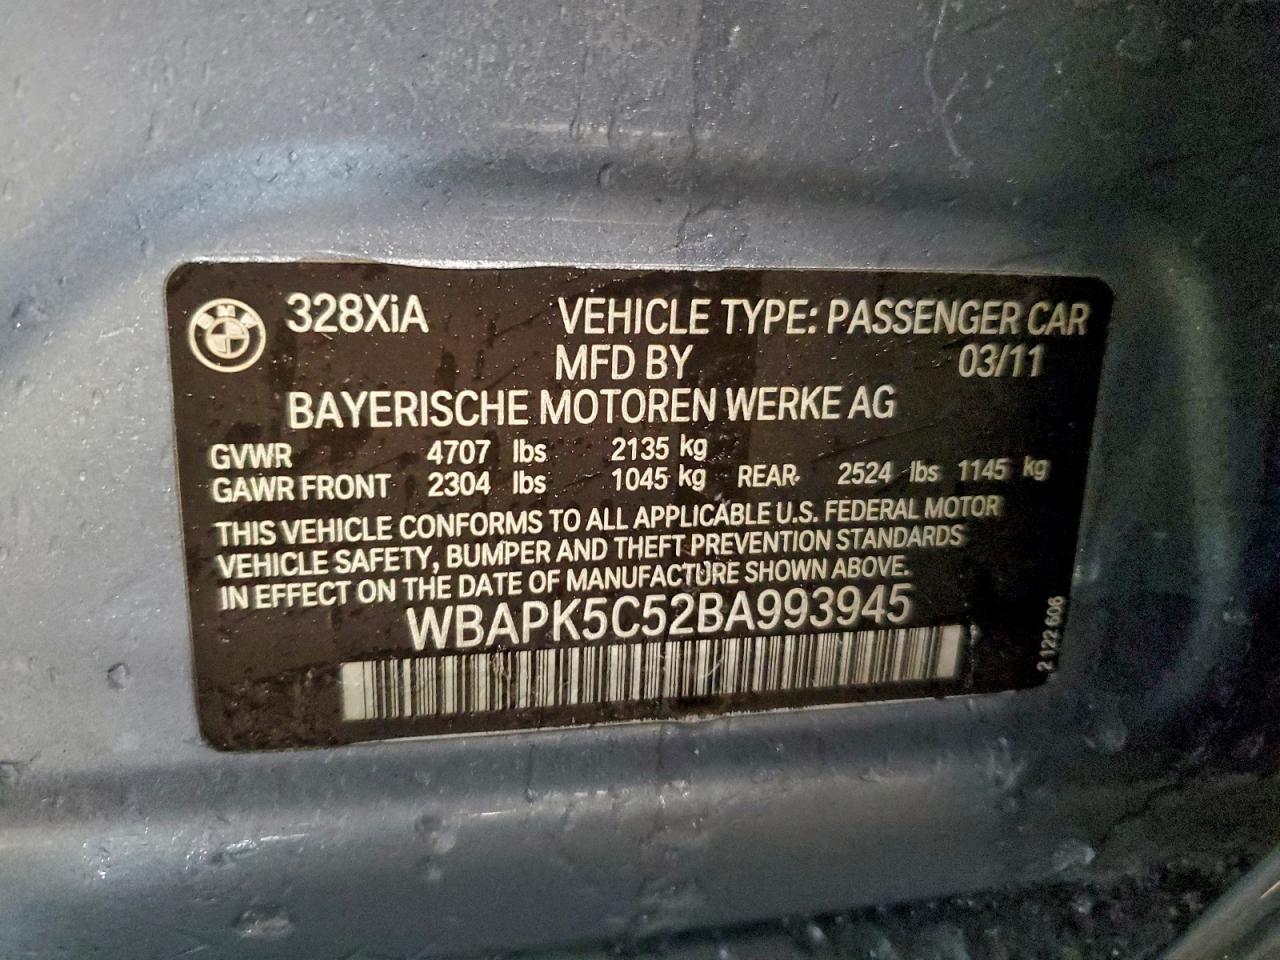 BMW
328XiA VEHICLE TYPE: PASSENGER CAR
MFD BY 03/11
BAYERISCHE MOTOREN WERKE AG
GVWR 4707 lbs 2135 kg
GAWR FRONT 2304 lbs 1045 kg REAR 2524 lbs 1145 kg
THIS VEHICLE CONFORMS TO ALL APPLICABLE U.S. FEDERAL MOTOR
VEHICLE SAFETY, BUMPER AND THEFT PREVENTION STANDARDS
IN EFFECT ON THE DATE OF MANUFACTURE SHOWN ABOVE.
WBAPK5C52BA993945
2 122 606